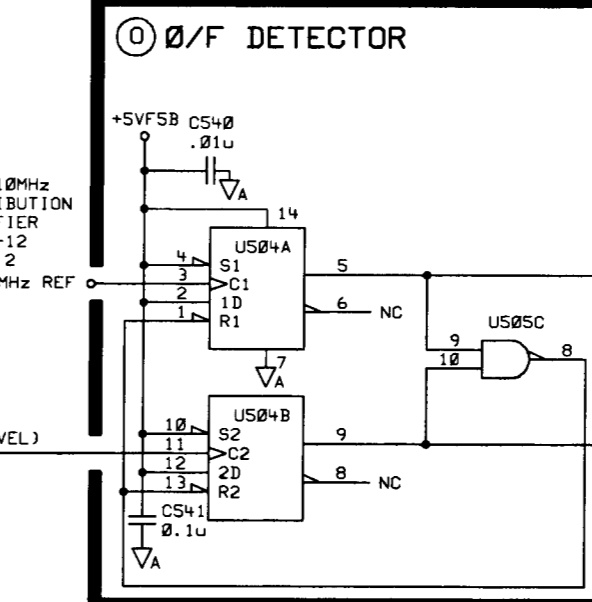 O Ø/F DETECTOR
+5VF5B C540
.Ø1u
A
14
1ØMHz
IBUTION
FIER
-12
2
MHz REF
U5Ø4A
4 S1
3 C1
2 1D
1 R1
5
6 NC
7
A
U5Ø5C
9
1Ø
8
VEL)
U5Ø4B
1Ø S2
11 C2
12 2D
13 R2
9
8 NC
C541
Ø.1u
A